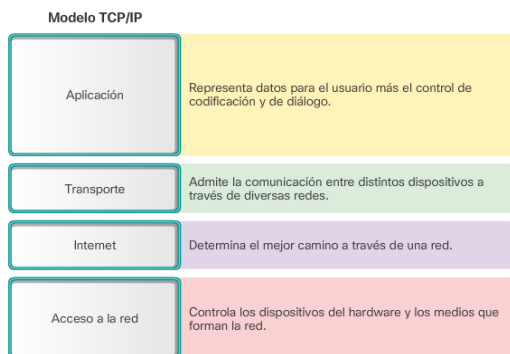 Modelo TCP/IP
Aplicación
Representa datos para el usuario más el control de
codificación y de diálogo.
Transporte
Admite la comunicación entre distintos dispositivos a
través de diversas redes.
Internet
Determina el mejor camino a través de una red.
Acceso a la red
Controla los dispositivos del hardware y los medios que
forman la red.